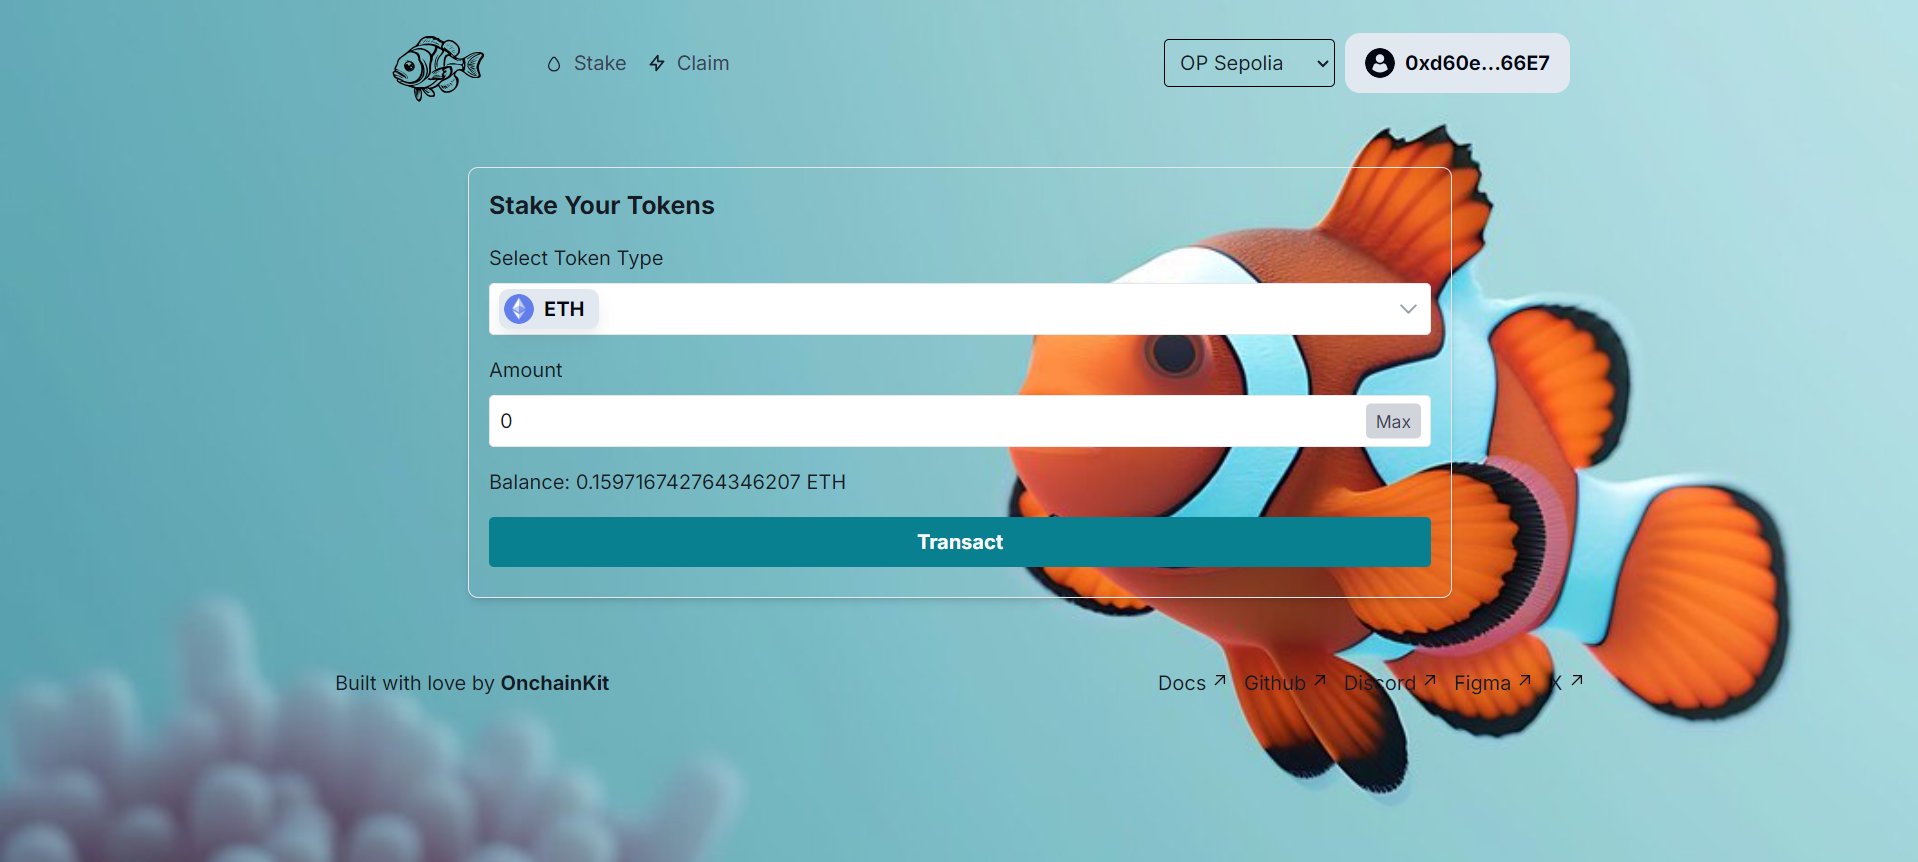 Stake
Claim
OP Sepolia
0xd60e...66E7
Stake Your Tokens
Select Token Type
ETH
Amount
0
Max
Balance: 0.159716742764346207 ETH
Transact
Built with love by OnchainKit
Docs ↗ Github ↗ Discord ↗ Figma ↗ X ↗